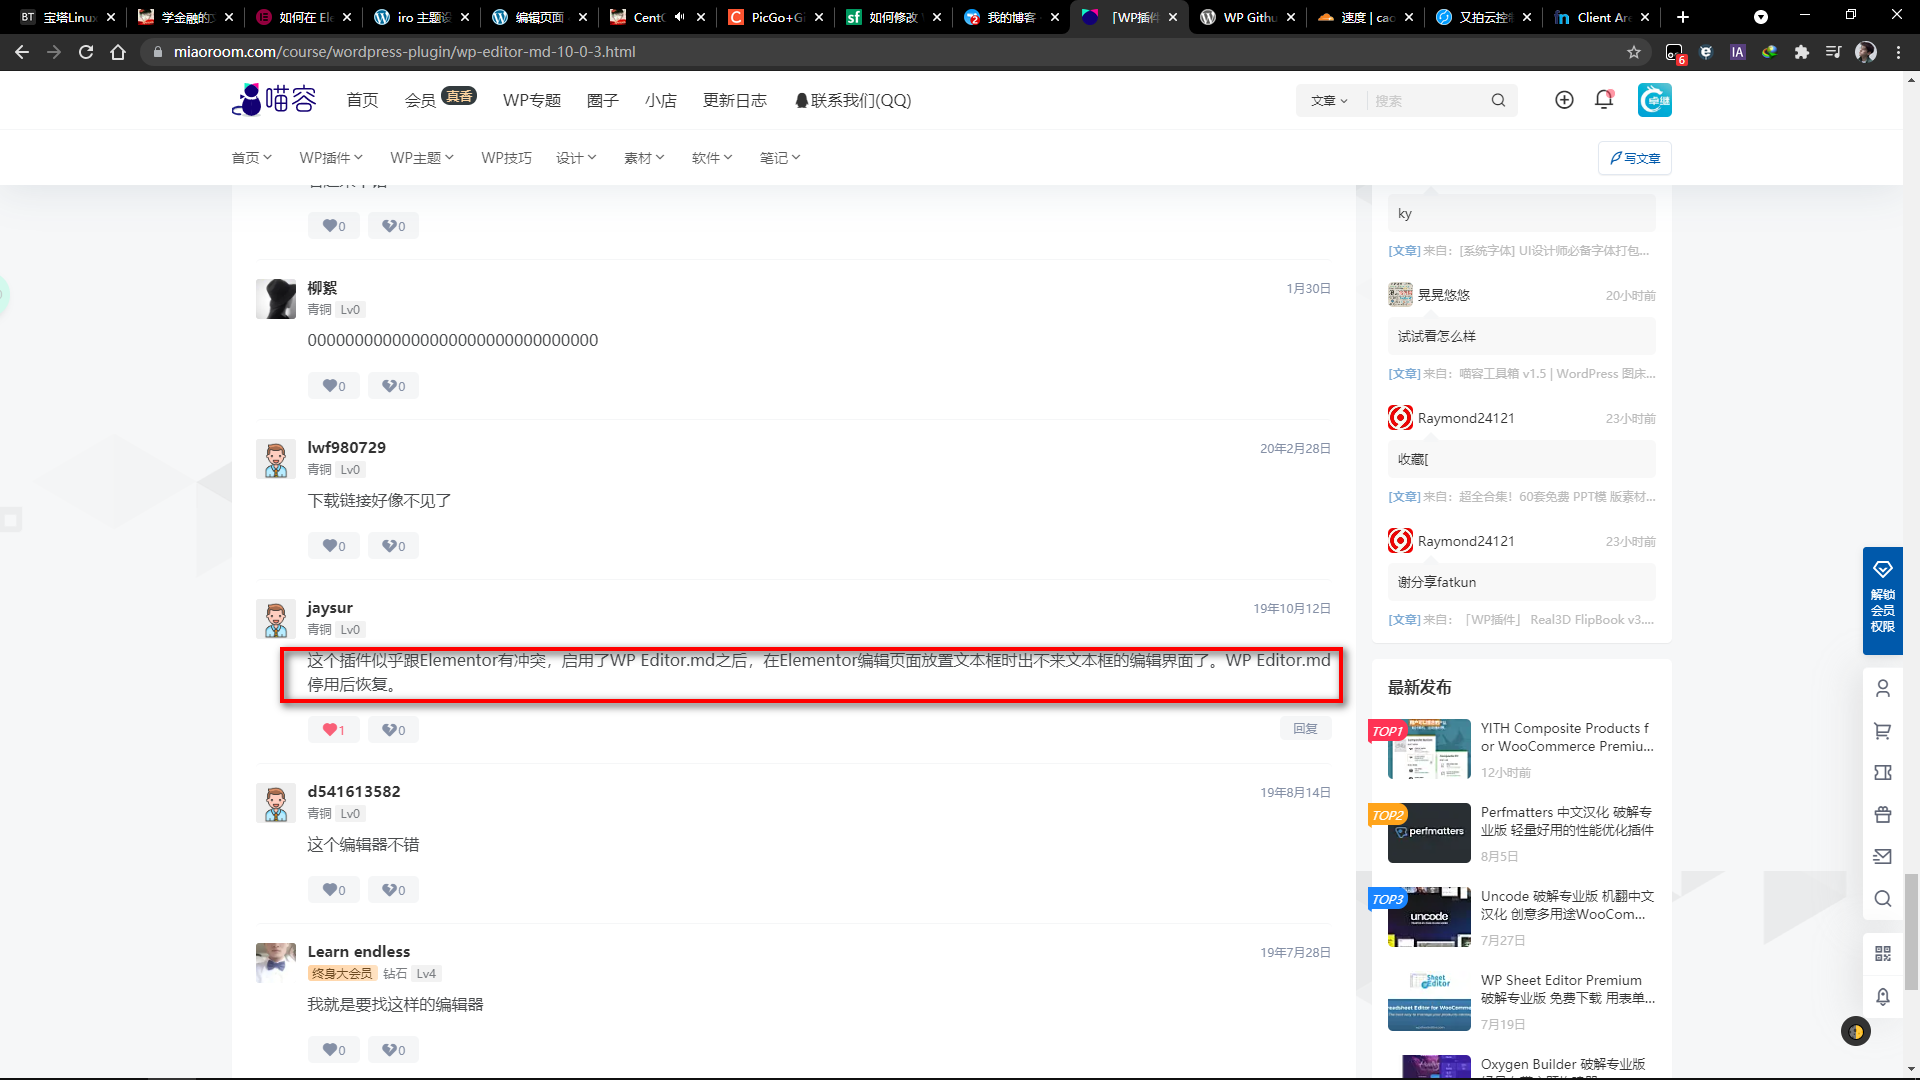 宝塔Linux
学金融的
如何在 Ele
iro 主题设
编辑页面
CentO
PicGo+Gi
如何修改
我的博客
「WP插件
WP Githu
速度 | cao
又拍云控制
Client Are
miaoroom.com/course/wordpress-plugin/wp-editor-md-10-0-3.html
6
喵容 首页 会员 真香 WP专题 圈子 小店 更新日志 联系我们(QQ) 文章 搜索
首页 WP插件 WP主题 WP技巧 设计 素材 软件 笔记 写文章
0 0
柳絮 1月30日
青铜 Lv0
oooooooooooooooooooooooooooooooo
0 0
lwf980729 20年2月28日
青铜 Lv0
下载链接好像不见了
0 0
jaysur 19年10月12日
青铜 Lv0
这个插件似乎跟Elementor有冲突，启用了WP Editor.md之后，在Elementor编辑页面放置文本框时出不来文本框的编辑界面了。WP Editor.md
停用后恢复。
1 0 回复
d541613582 19年8月14日
青铜 Lv0
这个编辑器不错
0 0
Learn endless 19年7月28日
终身大会员 钻石 Lv4
我就是要找这样的编辑器
0 0
ky
[文章] 来自：[系统字体] UI设计师必备字体打包...
晃晃悠悠 20小时前
试试看怎么样
[文章] 来自：喵容工具箱 v1.5 | WordPress 图床...
Raymond24121 23小时前
收藏[
[文章] 来自：超全合集！60套免费 PPT模 版素材...
Raymond24121 23小时前
谢分享fatkun
[文章] 来自：「WP插件」 Real3D FlipBook v3....
最新发布
TOP1
YITH Composite Products f
or WooCommerce Premiu...
12小时前
TOP2
perfmatters
Perfmatters 中文汉化 破解专
业版 轻量好用的性能优化插件
8月5日
TOP3
uncode
Uncode 破解专业版 机翻中文
汉化 创意多用途WooCom...
7月27日
Sheet
Editor
WP Sheet Editor Premium
破解专业版 免费下载 用表单...
7月19日
Oxygen Builder 破解专业版
解锁
会员
权限